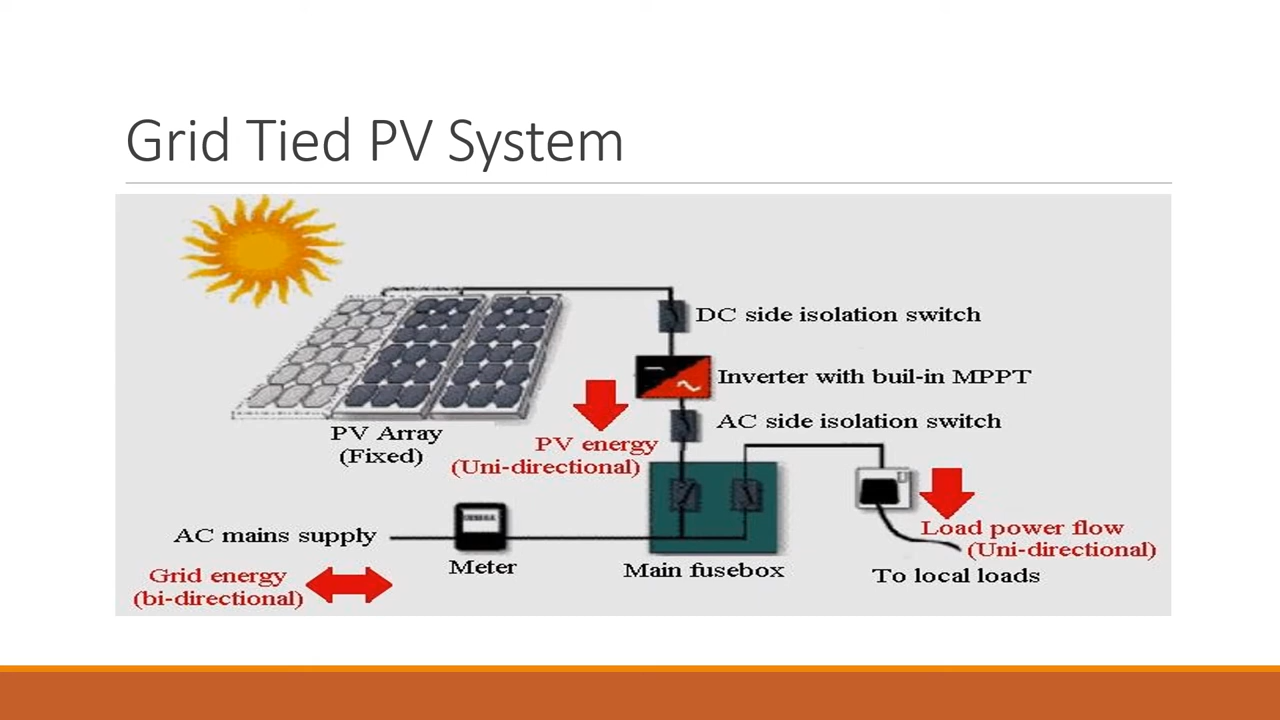 Grid Tied PV System
DC side isolation switch
Inverter with buil-in MPPT
AC side isolation switch
PV Array
(Fixed)
PV energy
(Uni-directional)
AC mains supply
Meter
Main fusebox
Load power flow
(Uni-directional)
To local loads
Grid energy
(bi-directional)